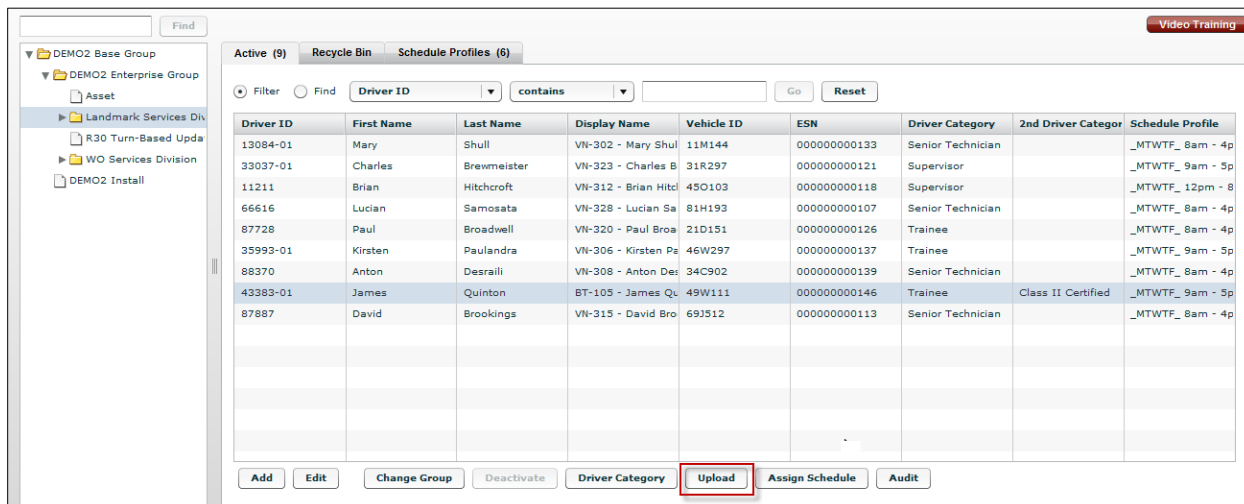 Find
Video Training
DEMO2 Base Group
DEMO2 Enterprise Group
Asset
Landmark Services Div
R30 Turn-Based Upda
WO Services Division
DEMO2 Install
Active (9) Recycle Bin Schedule Profiles (6)
Filter Find Driver ID contains Go Reset
Driver ID First Name Last Name Display Name Vehicle ID ESN Driver Category 2nd Driver Categor Schedule Profile
13084-01 Mary Shull VN-302 - Mary Shul 11M144 000000000133 Senior Technician _MTWTF_ 8am - 4p
33037-01 Charles Brewmeister VN-323 - Charles B 31R297 000000000121 Supervisor _MTWTF_ 9am - 5p
11211 Brian Hitchcroft VN-312 - Brian Hitcl 45O103 000000000118 Supervisor _MTWTF_ 12pm - 8
66616 Lucian Samosata VN-328 - Lucian Sa 81H193 000000000107 Senior Technician _MTWTF_ 8am - 4p
87728 Paul Broadwell VN-320 - Paul Broa 21D151 000000000126 Trainee _MTWTF_ 8am - 4p
35993-01 Kirsten Paulandra VN-306 - Kirsten Pa 46W297 000000000137 Trainee _MTWTF_ 9am - 5p
88370 Anton Desraili VN-308 - Anton Des 34C902 000000000139 Senior Technician _MTWTF_ 8am - 4p
43383-01 James Quinton BT-105 - James Qu 49W111 000000000146 Trainee Class II Certified _MTWTF_ 9am - 5p
87887 David Brookings VN-315 - David Bro 69J512 000000000113 Senior Technician _MTWTF_ 8am - 4p
Add Edit Change Group Deactivate Driver Category Upload Assign Schedule Audit